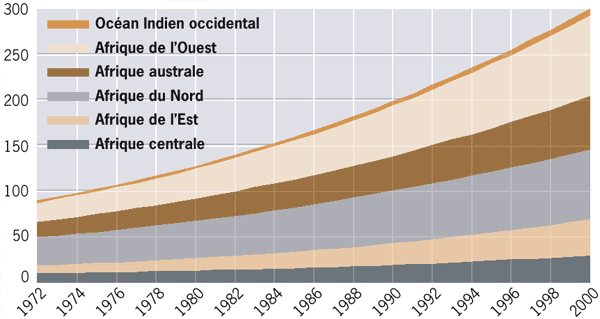 300
250
200
150
100
50
0
Océan Indien occidental
Afrique de l'Ouest
Afrique australe
Afrique du Nord
Afrique de l'Est
Afrique centrale
1972 1974 1976 1978 1980 1982 1984 1986 1988 1990 1992 1994 1996 1998 2000